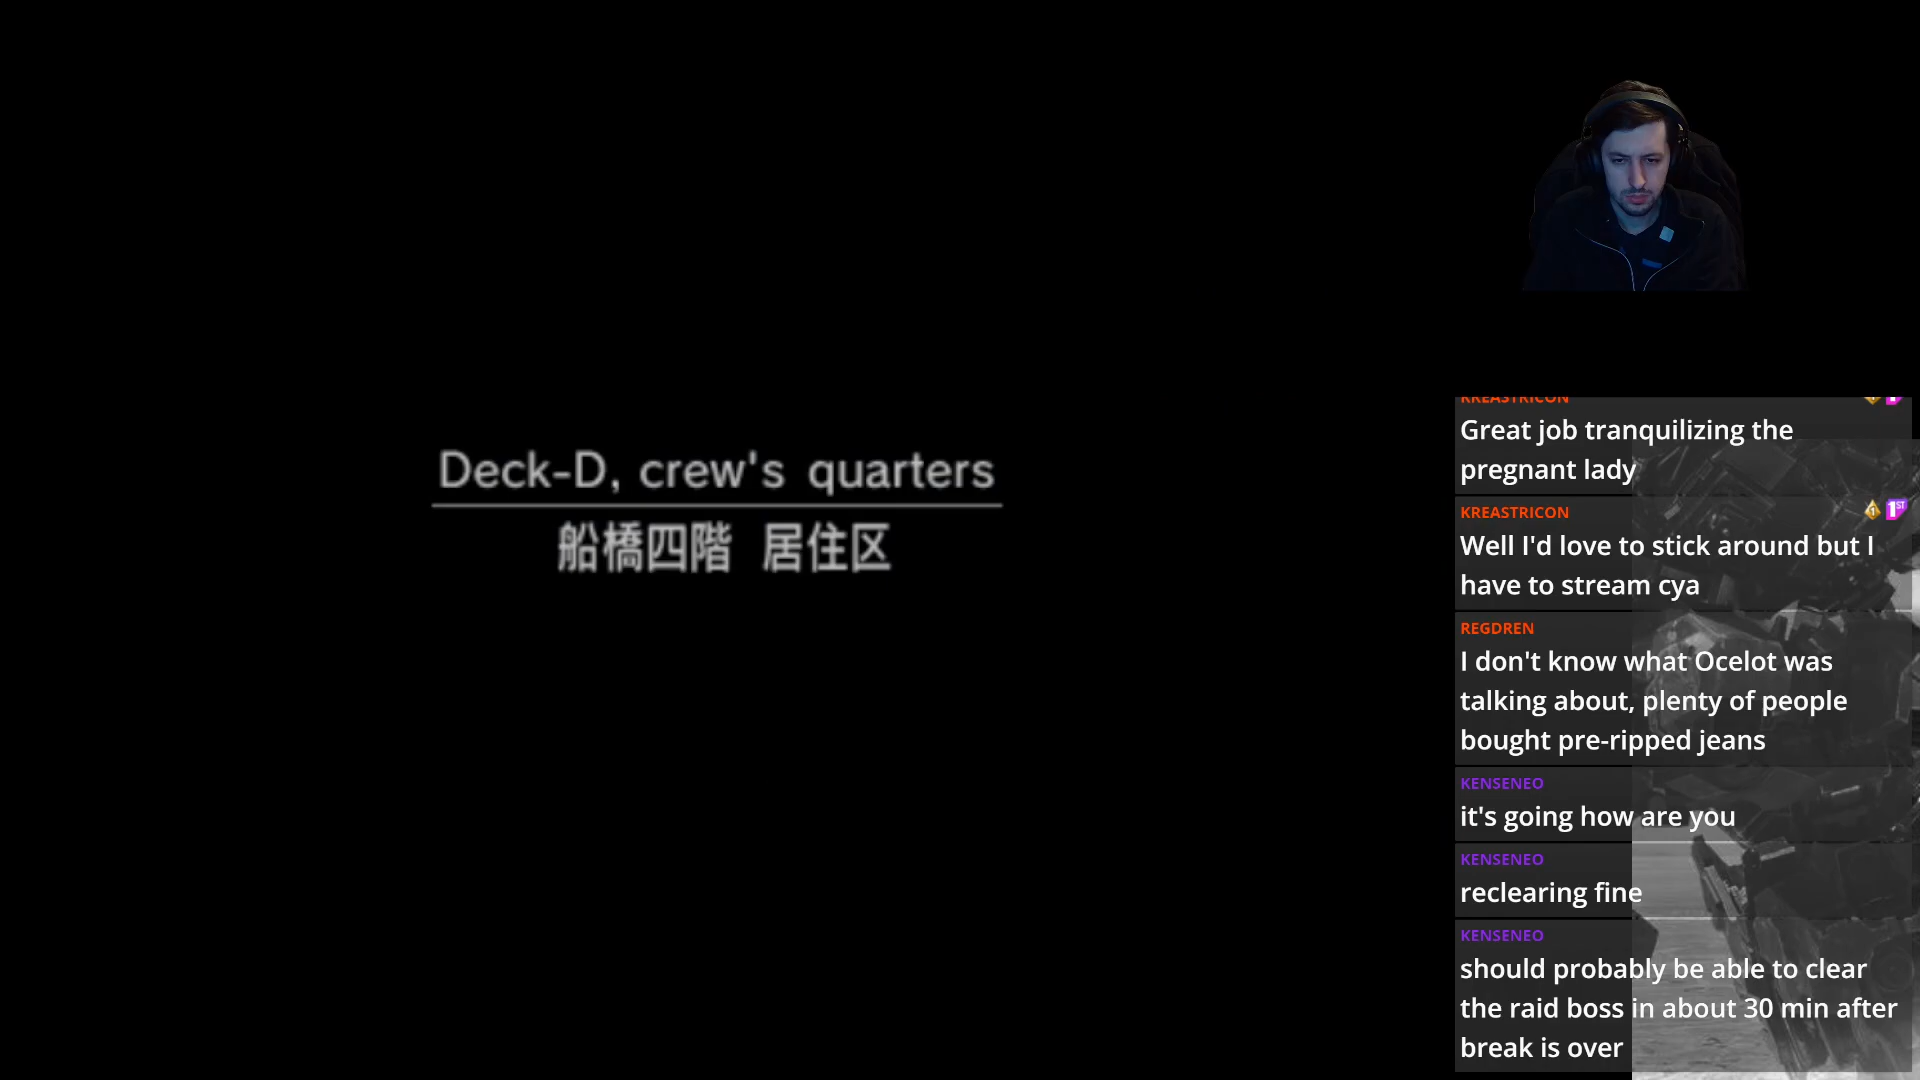 Deck-D, crew's quarters
船橋四階 居住区
KREASTRICON
Great job tranquilizing the
pregnant lady
KREASTRICON
Well I'd love to stick around but I
have to stream cya
REGDREN
I don't know what Ocelot was
talking about, plenty of people
bought pre-ripped jeans
KENSENEO
it's going how are you
KENSENEO
reclearing fine
KENSENEO
should probably be able to clear
the raid boss in about 30 min after
break is over